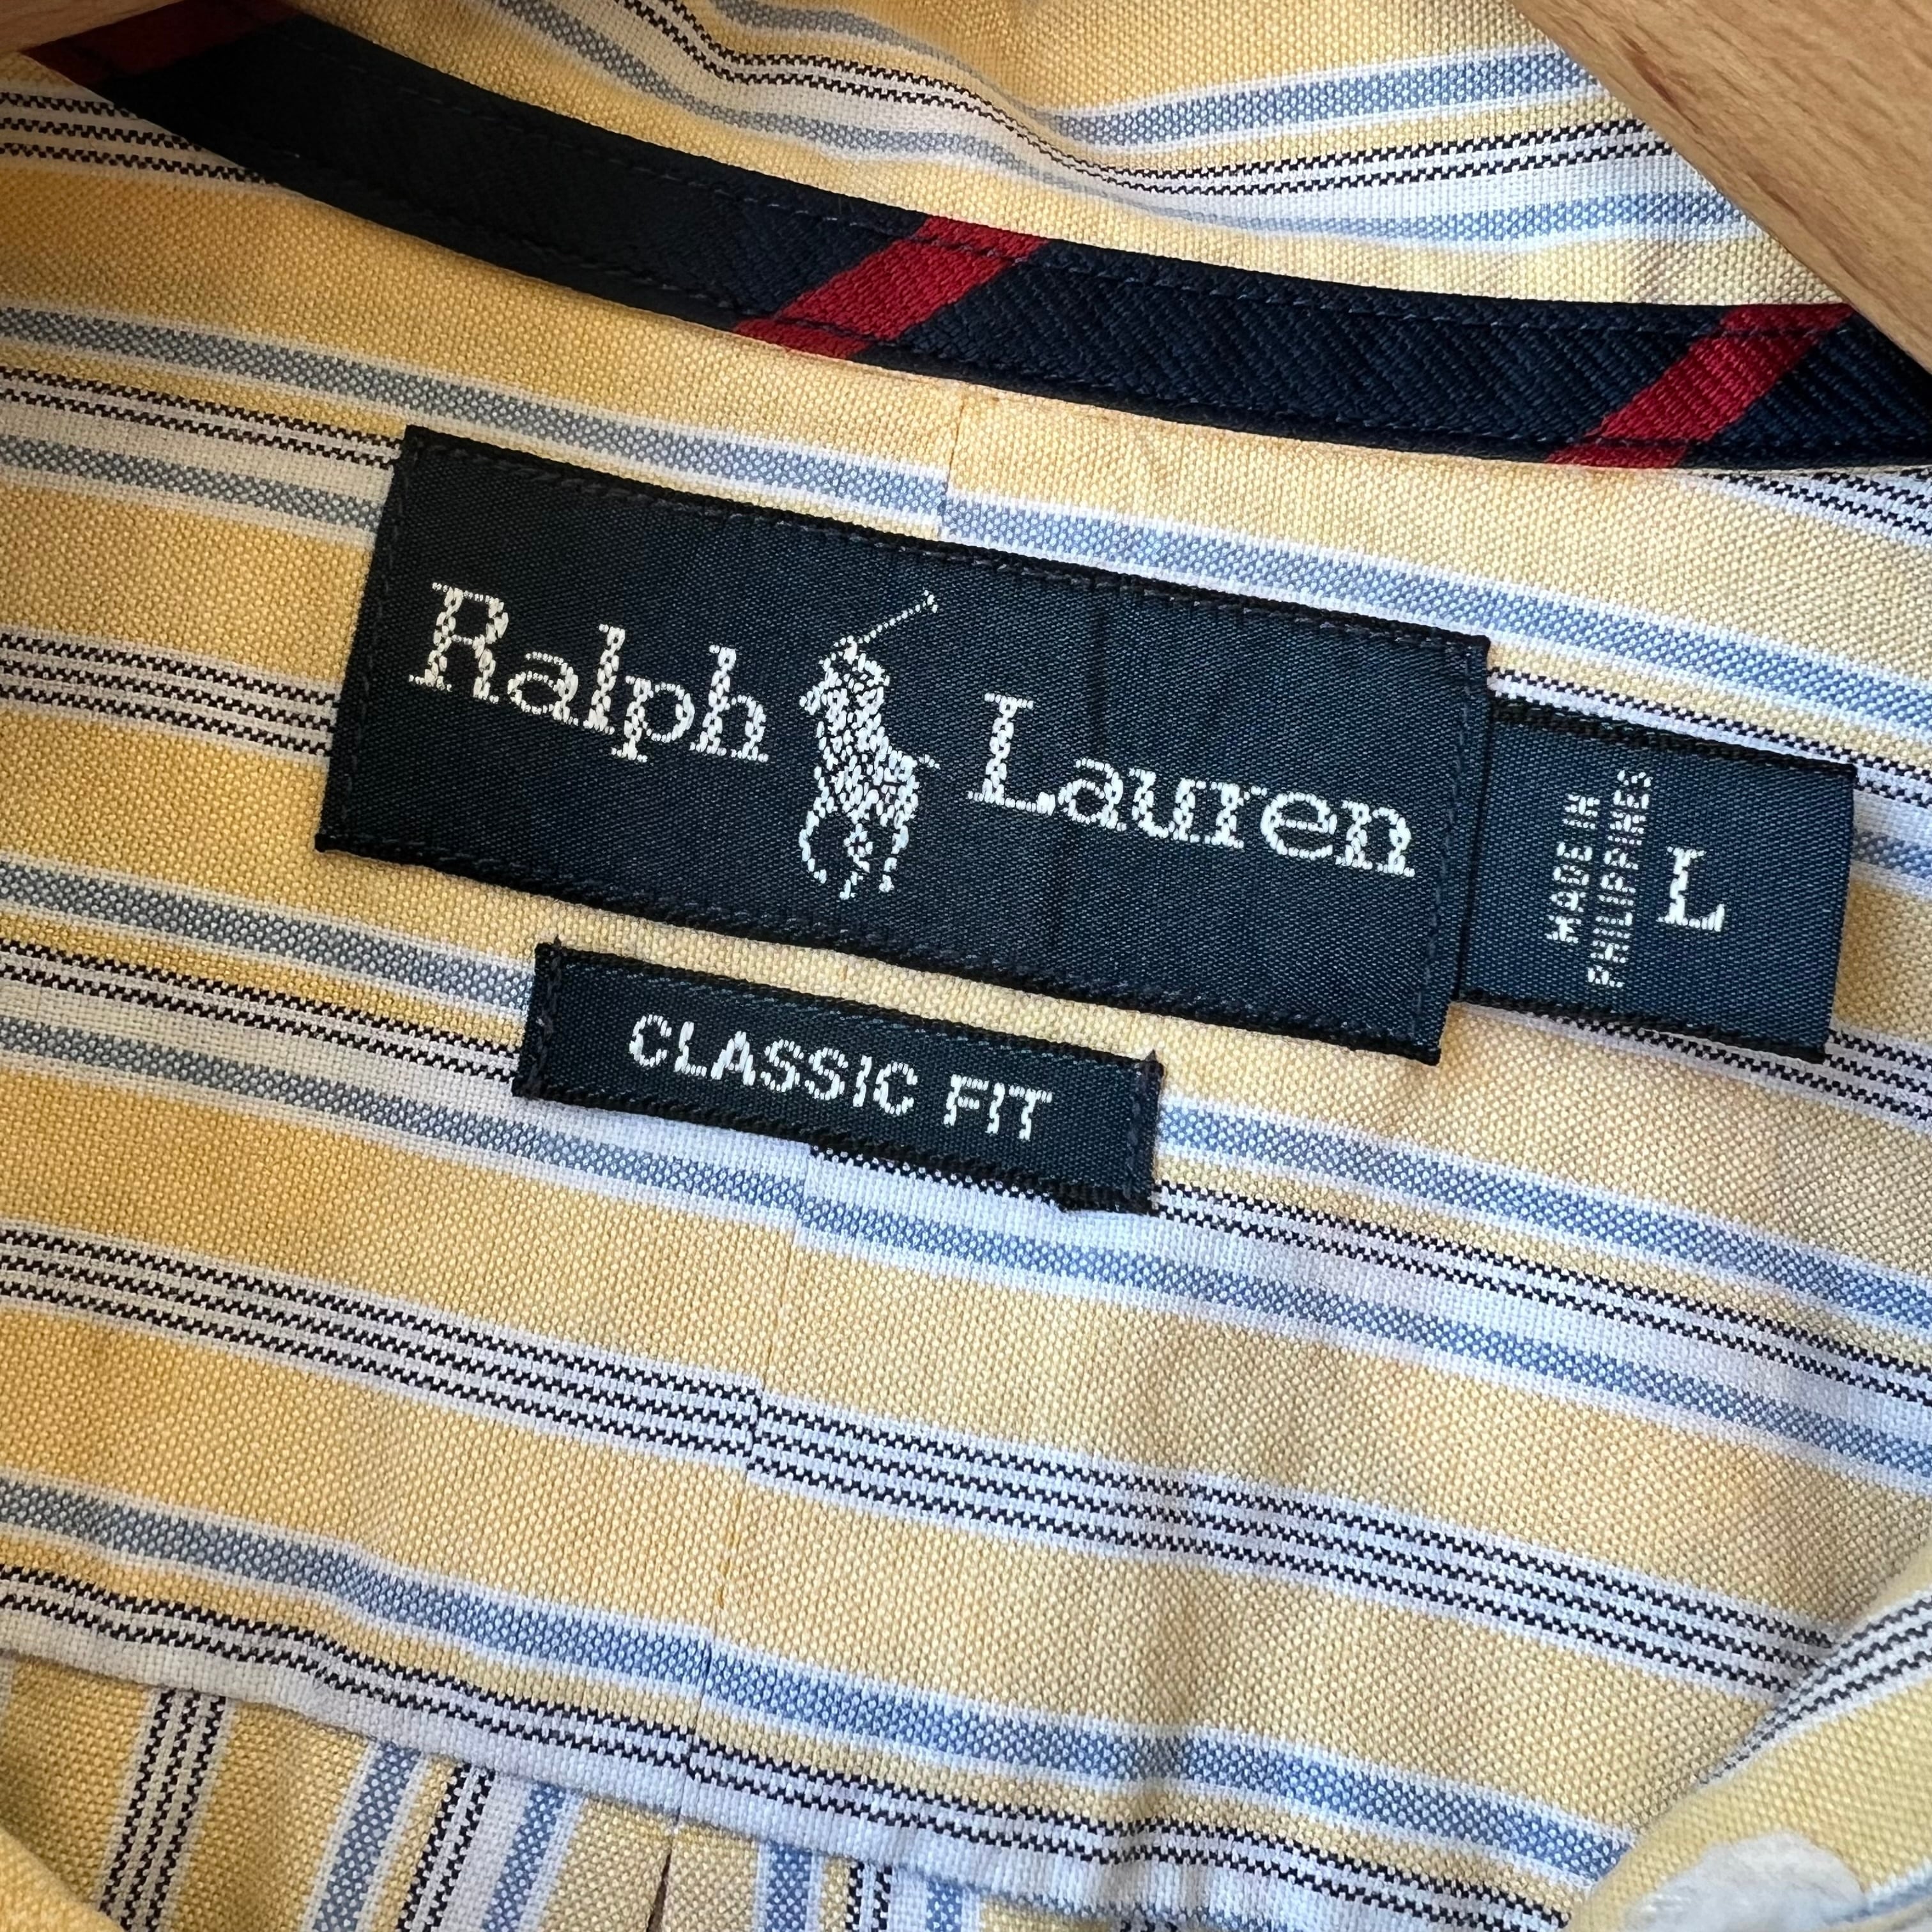 Ralph Lauren
MADE IN
PHILIPPINES
L
CLASSIC FIT